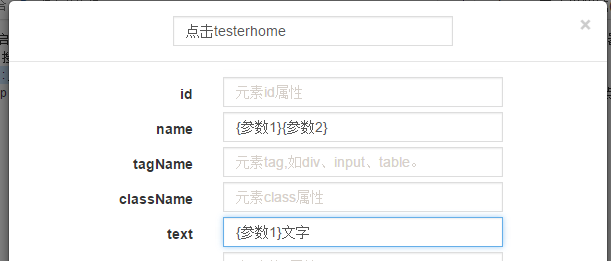 点击testerhome
×
id 元素id属性
name {参数1}{参数2}
tagName 元素tag,如div、input、table。
className 元素class属性
text {参数1}文字